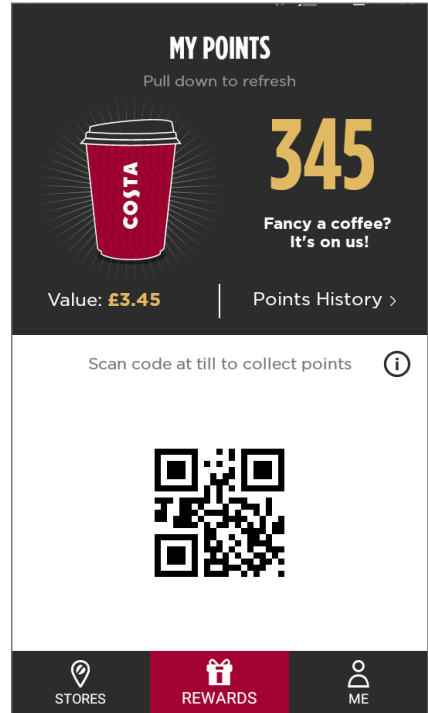 MY POINTS
Pull down to refresh
COSTA
345
Fancy a coffee?
It's on us!
Value: £3.45
Points History >
Scan code at till to collect points
STORES
REWARDS
ME